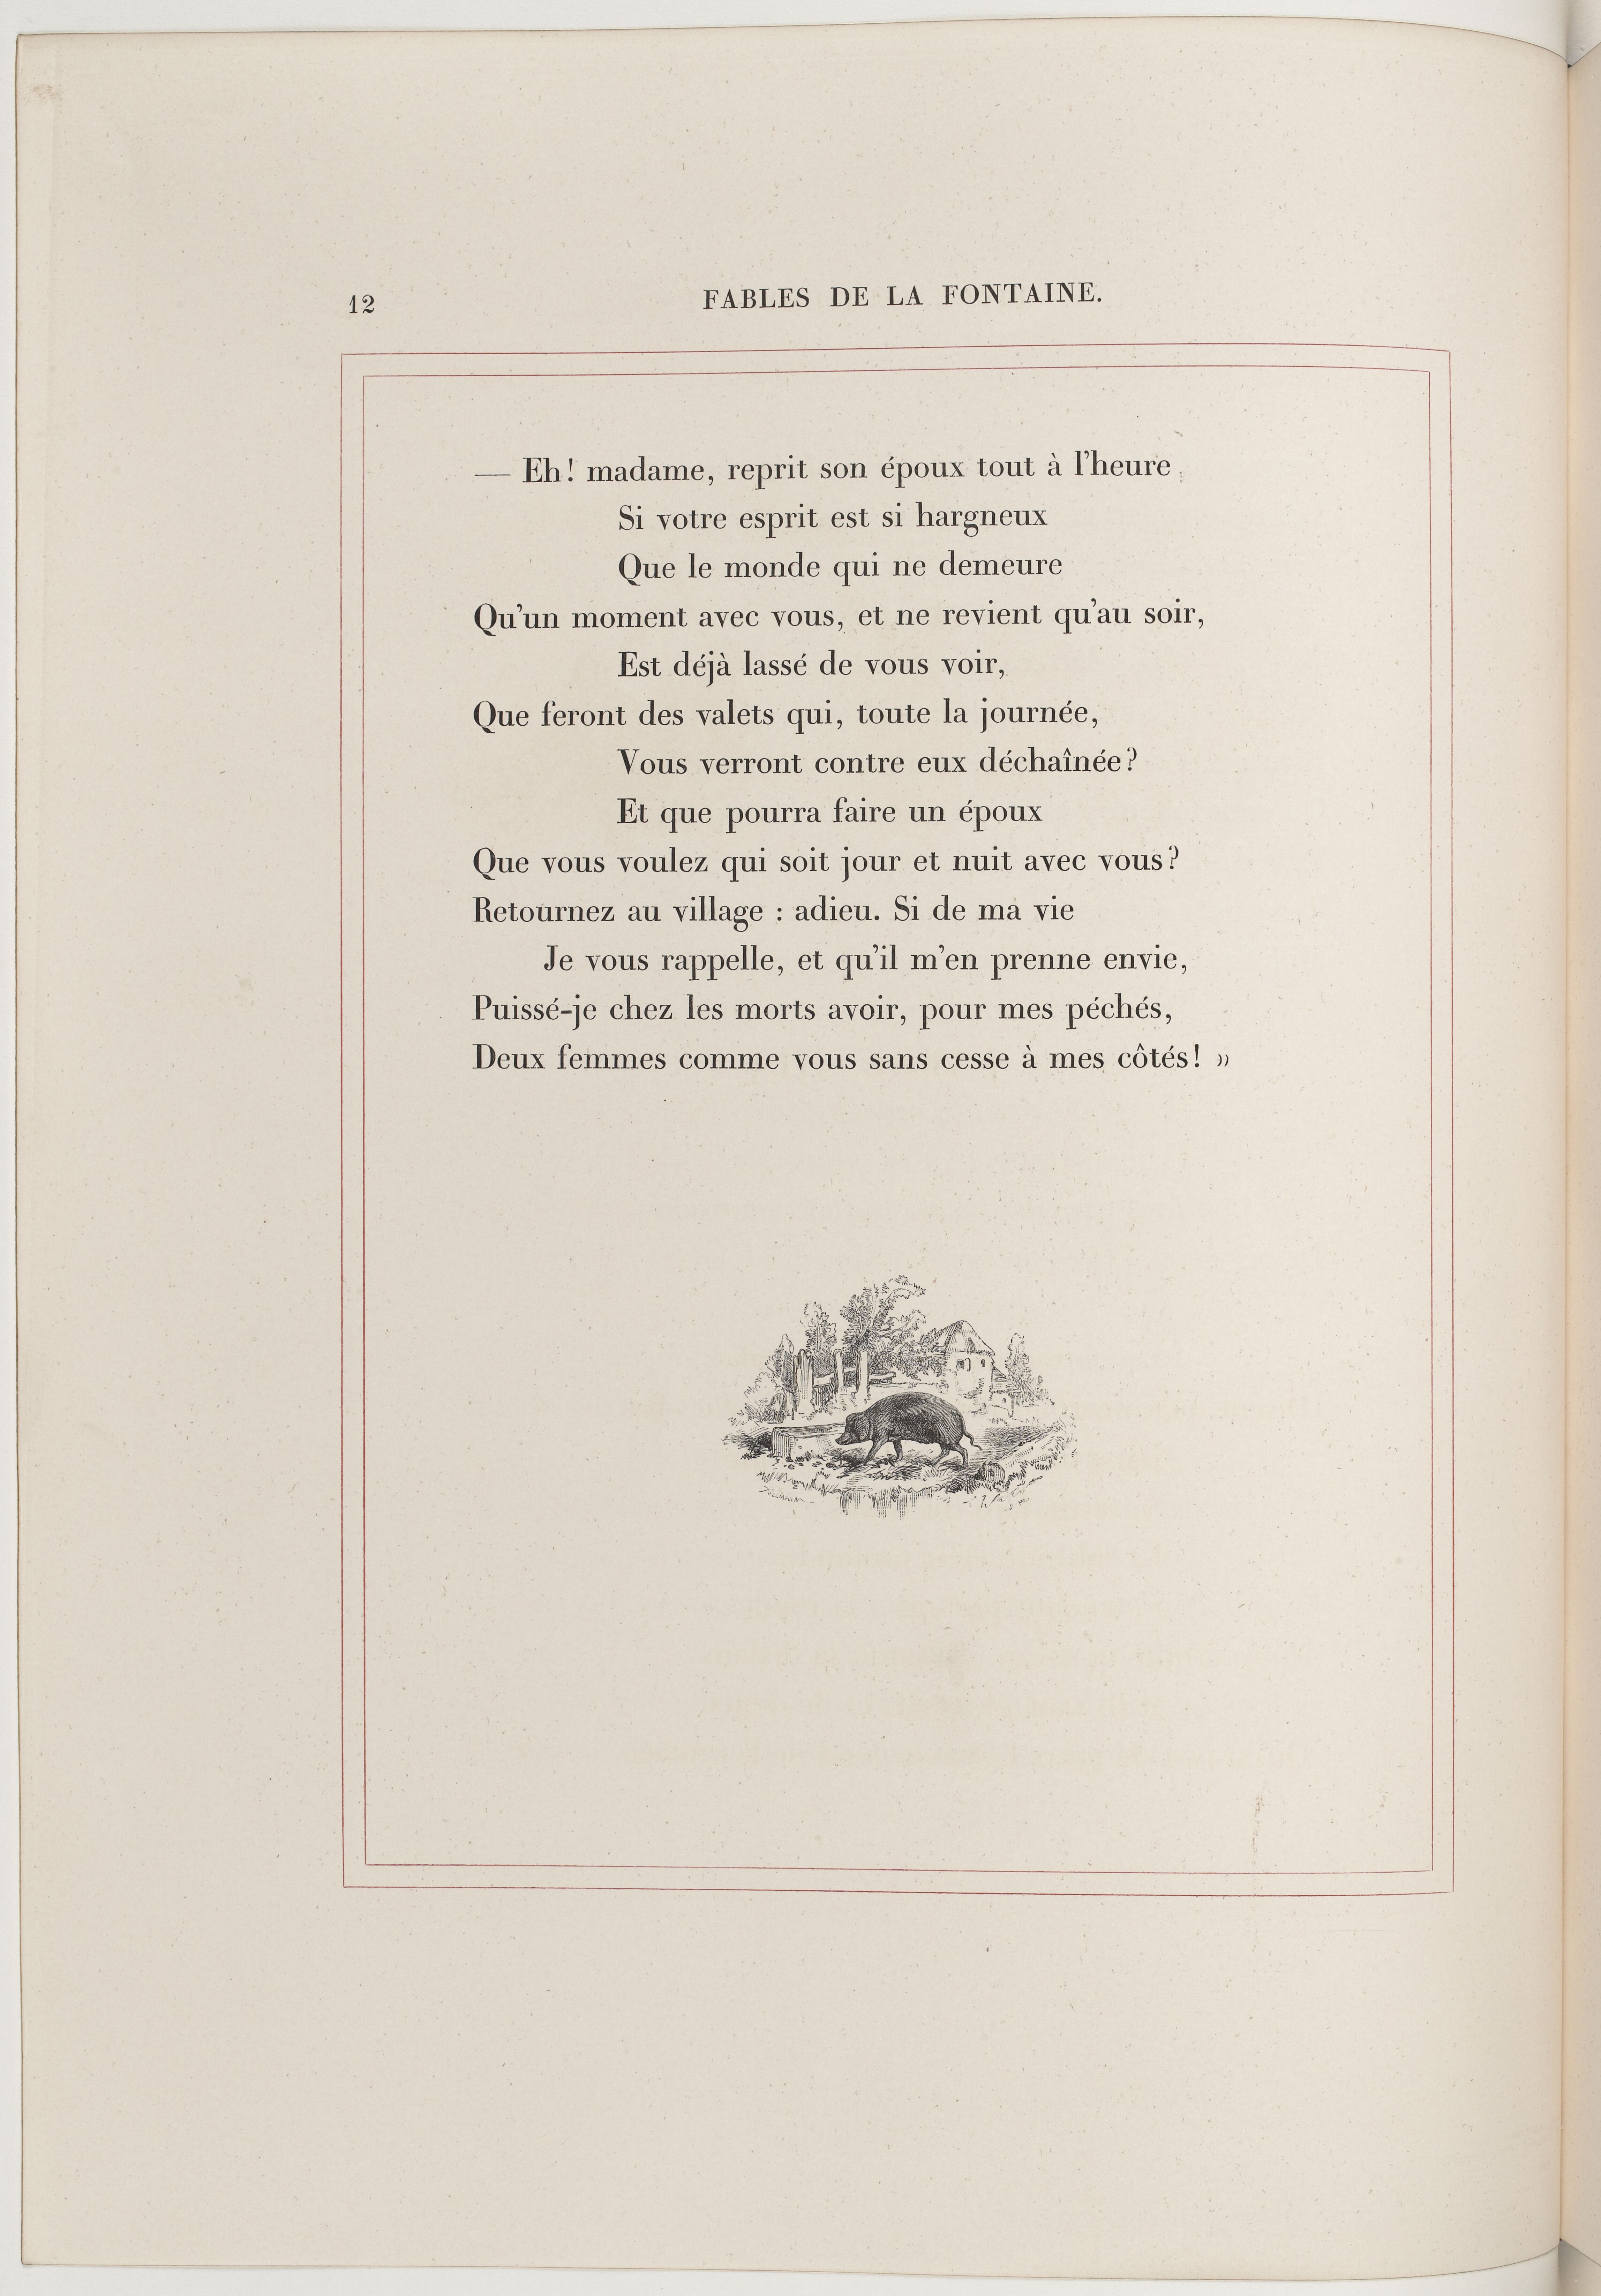 12
FABLES DE LA FONTAINE.
— Eh! madame, reprit son époux tout à l'heure,
Si votre esprit est si hargneux
Que le monde qui ne demeure
Qu'un moment avec vous, et ne revient qu'au soir,
Est déjà lassé de vous voir,
Que feront des valets qui, toute la journée,
Vous verront contre eux déchaînée?
Et que pourra faire un époux
Que vous voulez qui soit jour et nuit avec vous?
Retournez au village : adieu. Si de ma vie
Je vous rappelle, et qu'il m'en prenne envie,
Puissé-je chez les morts avoir, pour mes péchés,
Deux femmes comme vous sans cesse à mes côtés! »